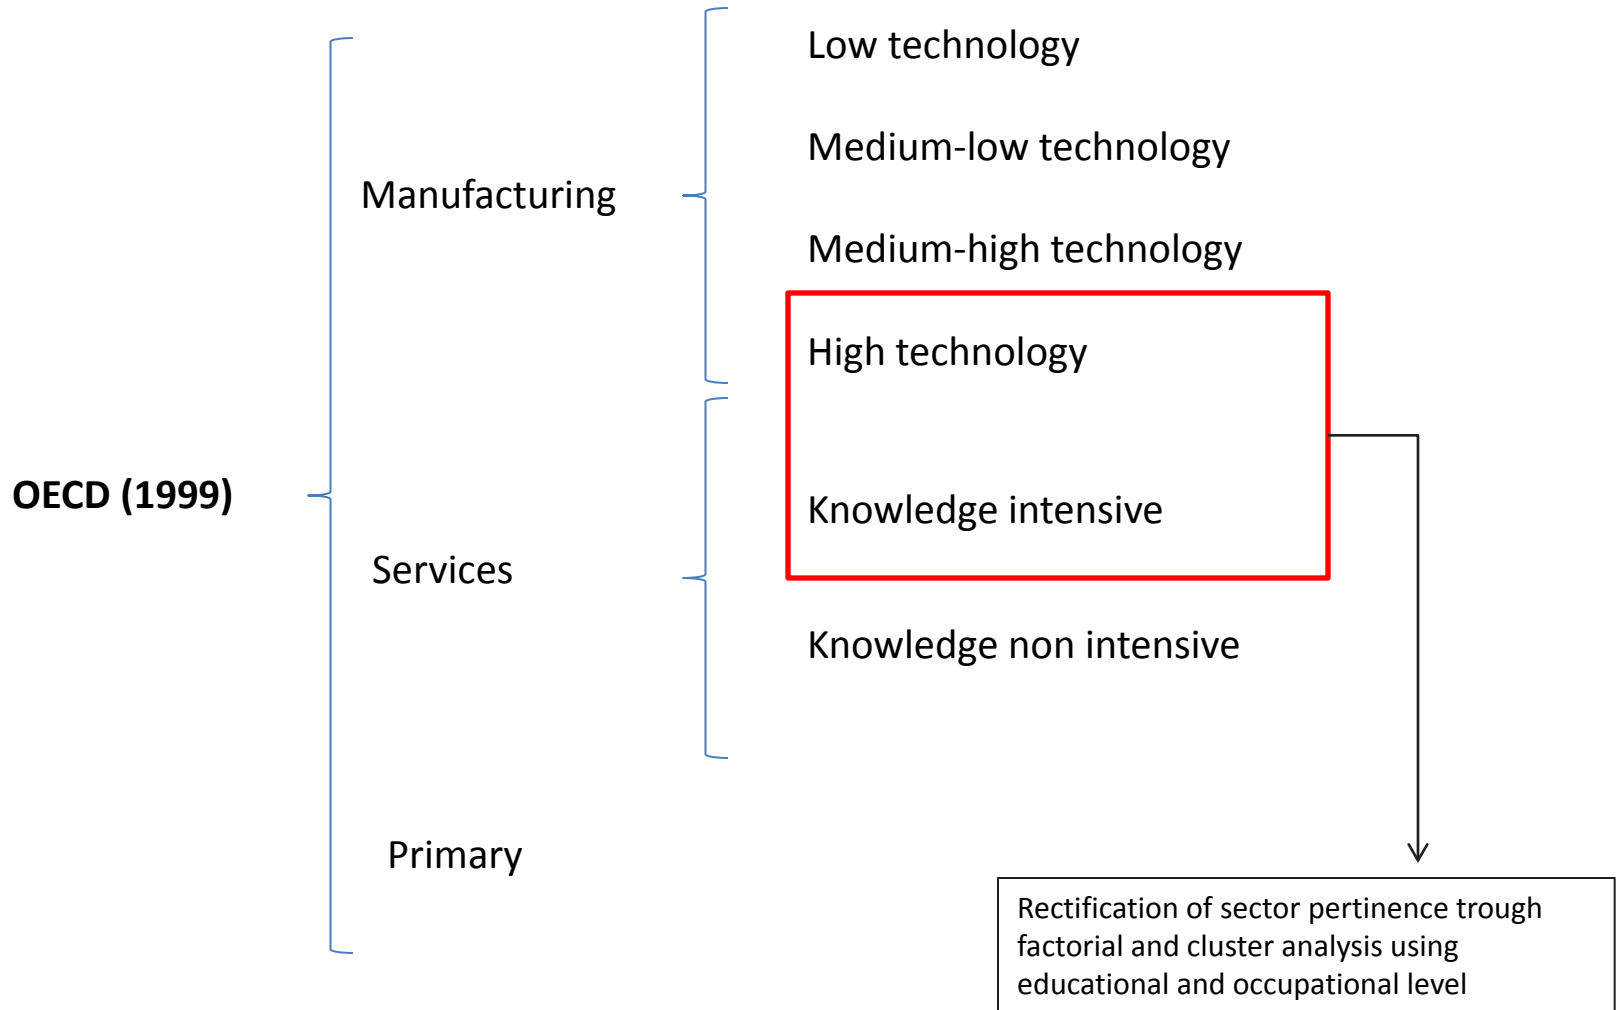 Low technology
Medium-low technology
Manufacturing
Medium-high technology
High technology
OECD (1999)
Knowledge intensive
Services
Knowledge non intensive
Primary
Rectification of sector pertinence trough
factorial and cluster analysis using
educational and occupational level